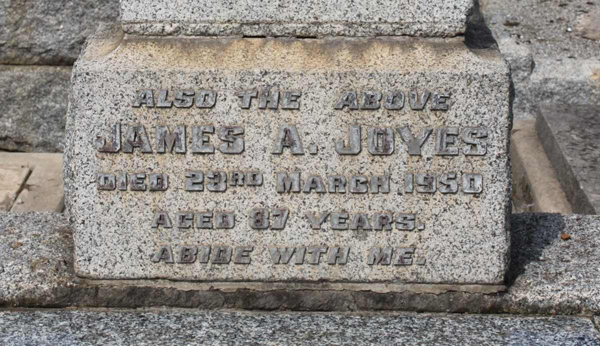 ALSO THE ABOVE
JAMES A. JOYES
DIED 23RD MARCH 1950,
AGED 87 YEARS.
ABIDE WITH ME.